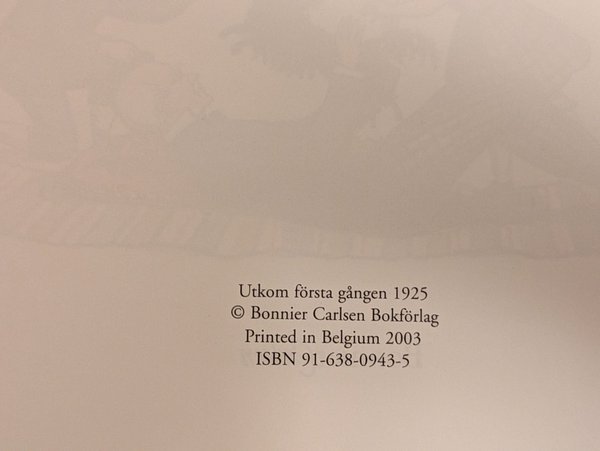 Utkom första gången 1925
© Bonnier Carlsen Bokförlag
Printed in Belgium 2003
ISBN 91-638-0943-5